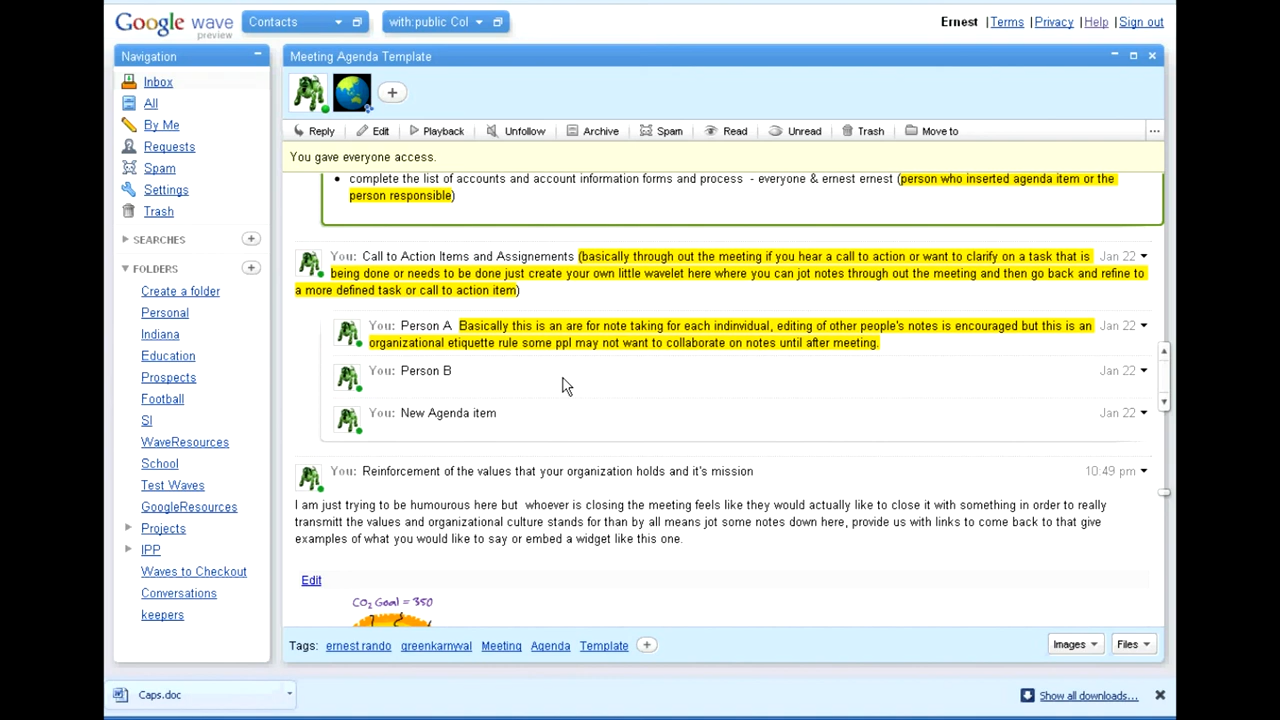 Google wave
preview
Contacts
with:public Col
Ernest | Terms | Privacy | Help | Sign out
Navigation
Inbox
All
By Me
Requests
Spam
Settings
Trash
SEARCHES
FOLDERS
Create a folder
Personal
Indiana
Education
Prospects
Football
SI
WaveResources
School
Test Waves
GoogleResources
Projects
IPP
Waves to Checkout
Conversations
keepers
Meeting Agenda Template
Reply Edit Playback Unfollow Archive Spam Read Unread Trash Move to
You gave everyone access.
complete the list of accounts and account information forms and process - everyone & ernest ernest (person who inserted agenda item or the
person responsible)
You: Call to Action Items and Assignements (basically through out the meeting if you hear a call to action or want to clarify on a task that is Jan 22
being done or needs to be done just create your own little wavelet here where you can jot notes through out the meeting and then go back and refine to
a more defined task or call to action item)
You: Person A Basically this is an are for note taking for each indinvidual, editing of other people's notes is encouraged but this is an Jan 22
organizational etiquette rule some ppl may not want to collaborate on notes until after meeting.
You: Person B Jan 22
You: New Agenda item Jan 22
You: Reinforcement of the values that your organization holds and it's mission 10:49 pm
I am just trying to be humourous here but whoever is closing the meeting feels like they would actually like to close it with something in order to really
transmitt the values and organizational culture stands for than by all means jot some notes down here, provide us with links to come back to that give
examples of what you would like to say or embed a widget like this one.
Edit
CO2 Goal = 350
Tags: ernest rando greenkarnval Meeting Agenda Template
Images Files
Caps.doc
Show all downloads...